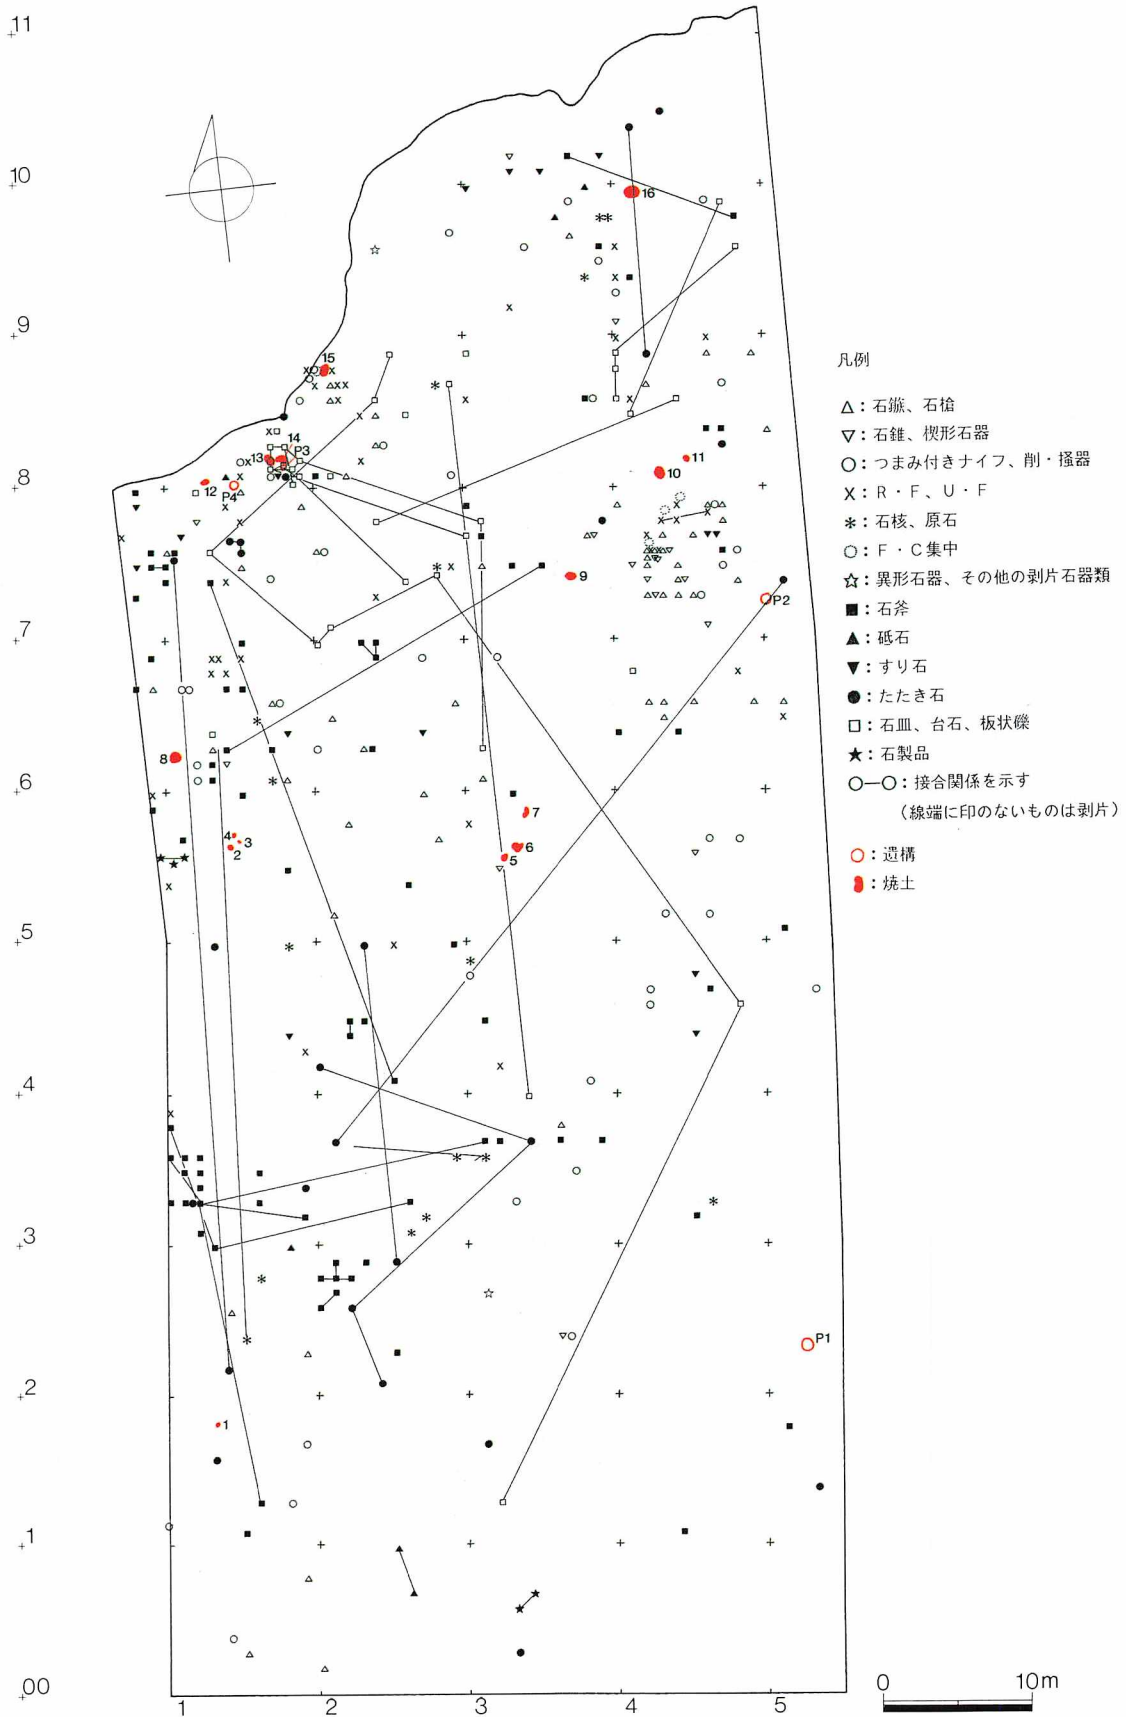 11
10
9
8
7
6
5
4
3
2
1
00
1
2
3
4
5
16
15
14
13
P3
12
P4
11
10
9
P2
8
7
6
5
4
3
2
P1
1
凡例
△：石鏃、石槍
▽：石錐、楔形石器
○：つまみ付きナイフ、削・掻器
X：R・F、U・F
＊：石核、原石
◌：F・C集中
☆：異形石器、その他の剥片石器類
■：石斧
▲：砥石
▼：すり石
●：たたき石
□：石皿、台石、板状礫
★：石製品
○―○：接合関係を示す
（線端に印のないものは剥片）
○：遺構
：焼土
0 10m